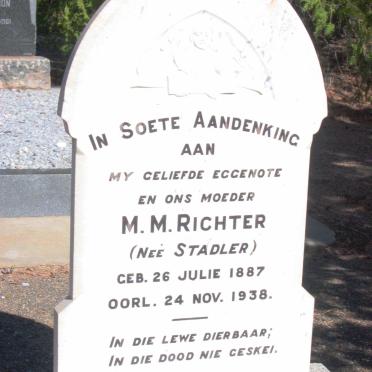 IN SOETE AANDENKING
AAN
MY GELIEFDE EGGENOTE
EN ONS MOEDER
M. M. RICHTER
(NEÈ STADLER)
GEB. 26 JULIE 1887
OORL. 24 NOV. 1938.
IN DIE LEWE DIERBAAR;
IN DIE DOOD NIE GESKEI.